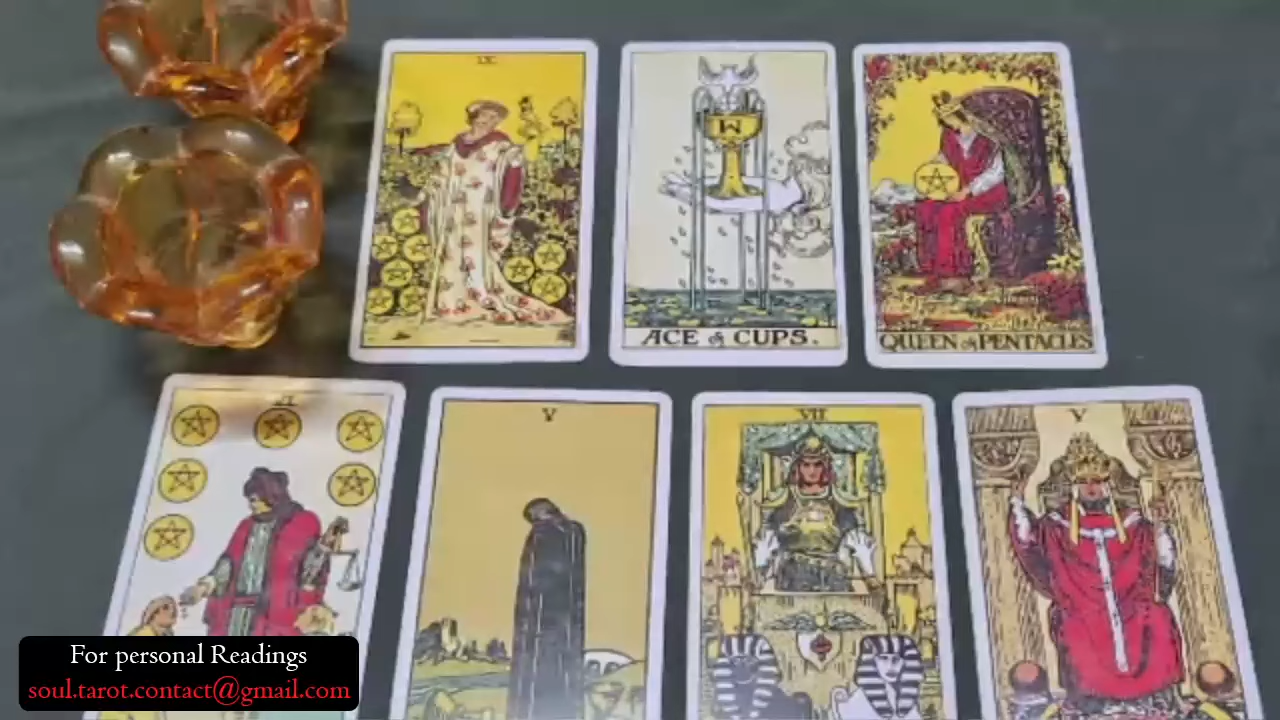 IX
ACE of CUPS.
QUEEN of PENTACLES
VI
V
VII
V
For personal Readings
soul.tarot.contact@gmail.com